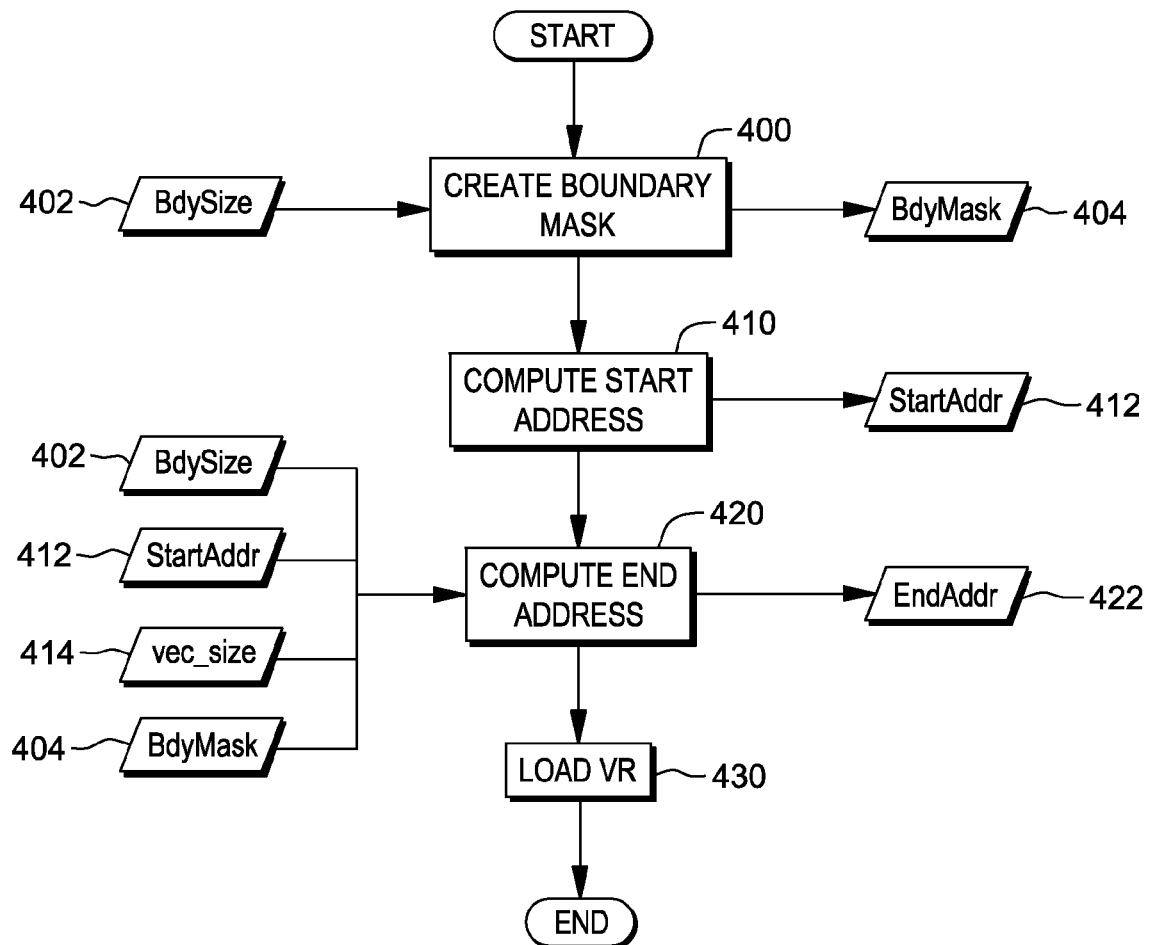 START
400
CREATE BOUNDARY
MASK
402
BdySize
BdyMask
404
410
COMPUTE START
ADDRESS
StartAddr
412
402
BdySize
412
StartAddr
414
vec_size
404
BdyMask
420
COMPUTE END
ADDRESS
EndAddr
422
LOAD VR
430
END